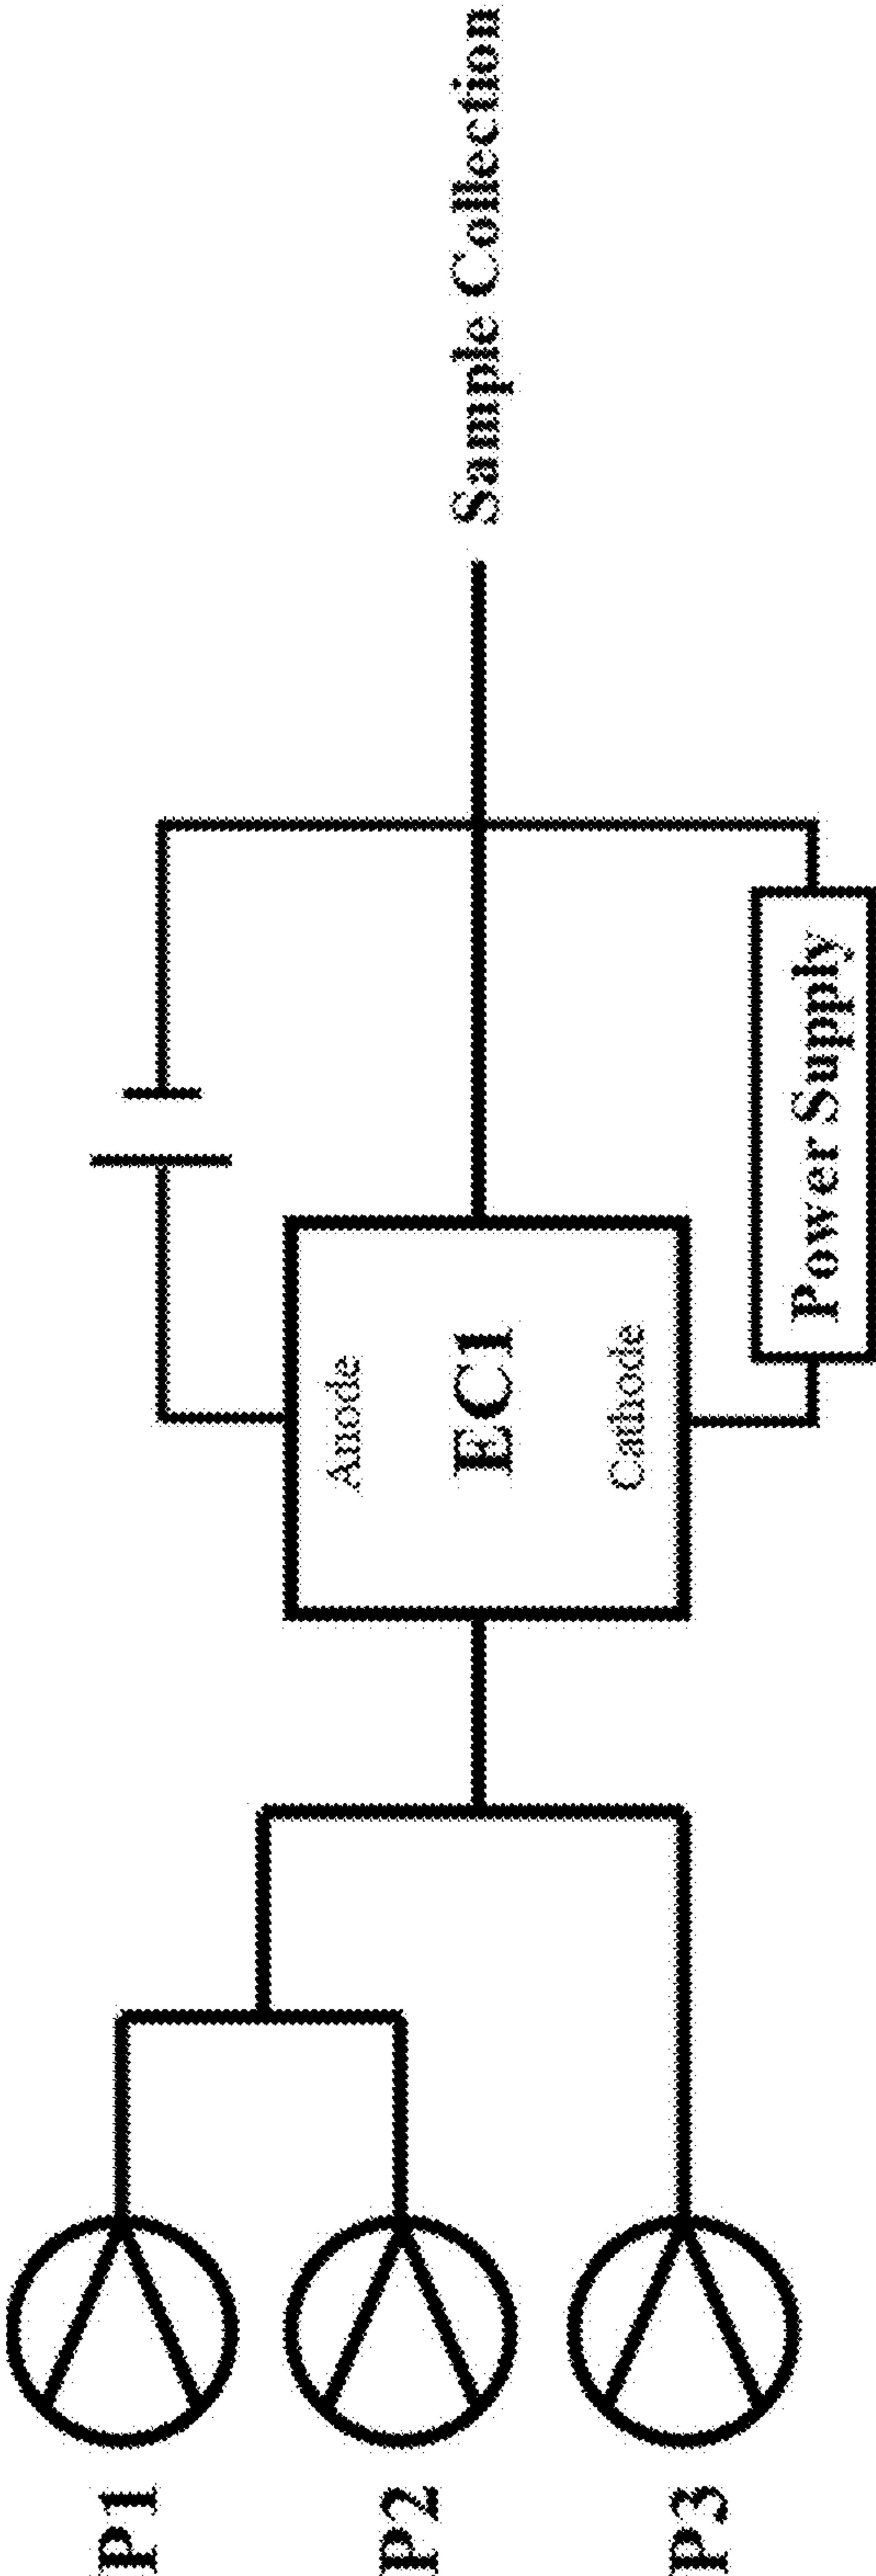 P1
P2
P3
Anode
EC1
Cathode
Power Supply
Sample Collection